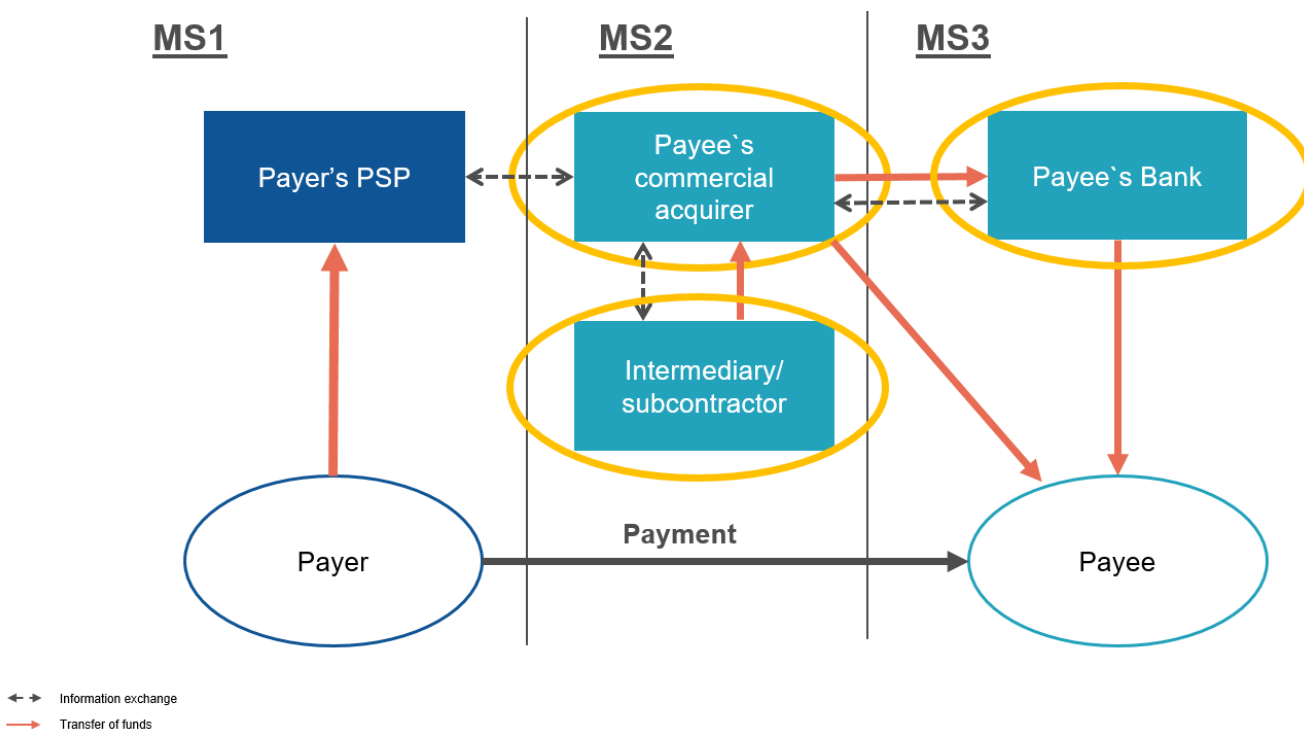 MS1
MS2
MS3
Payer's PSP
Payee`s
commercial
acquirer
Payee`s Bank
Intermediary/
subcontractor
Payment
Payer
Payee
Information exchange
Transfer of funds